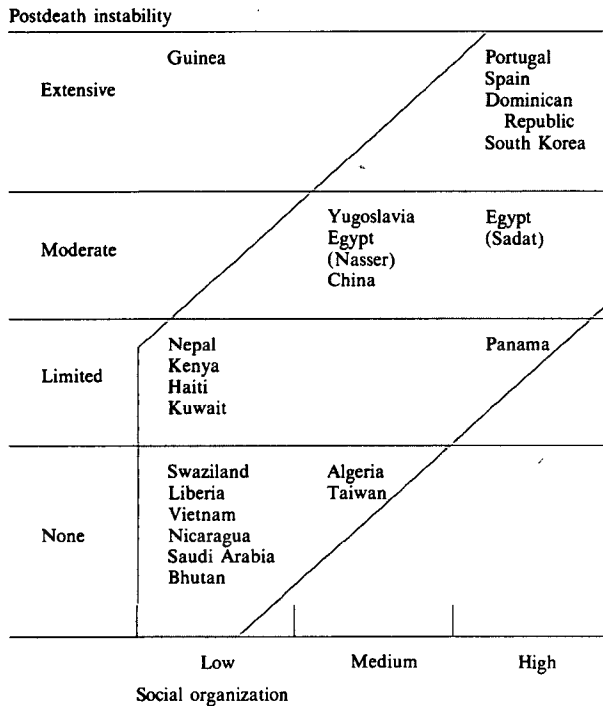 Postdeath instability
Guinea
Portugal
Extensive
Spain
Dominican
Republic
South Korea
Yugoslavia
Egypt
Moderate
Egypt
(Sadat)
(Nasser)
China
Nepal
Panama
Kenya
Limited
Haiti
Kuwait
Swaziland
Algeria
Liberia
Taiwan
Vietnam
None
Nicaragua
Saudi Arabia
Bhutan
Low
Medium
High
Social organization